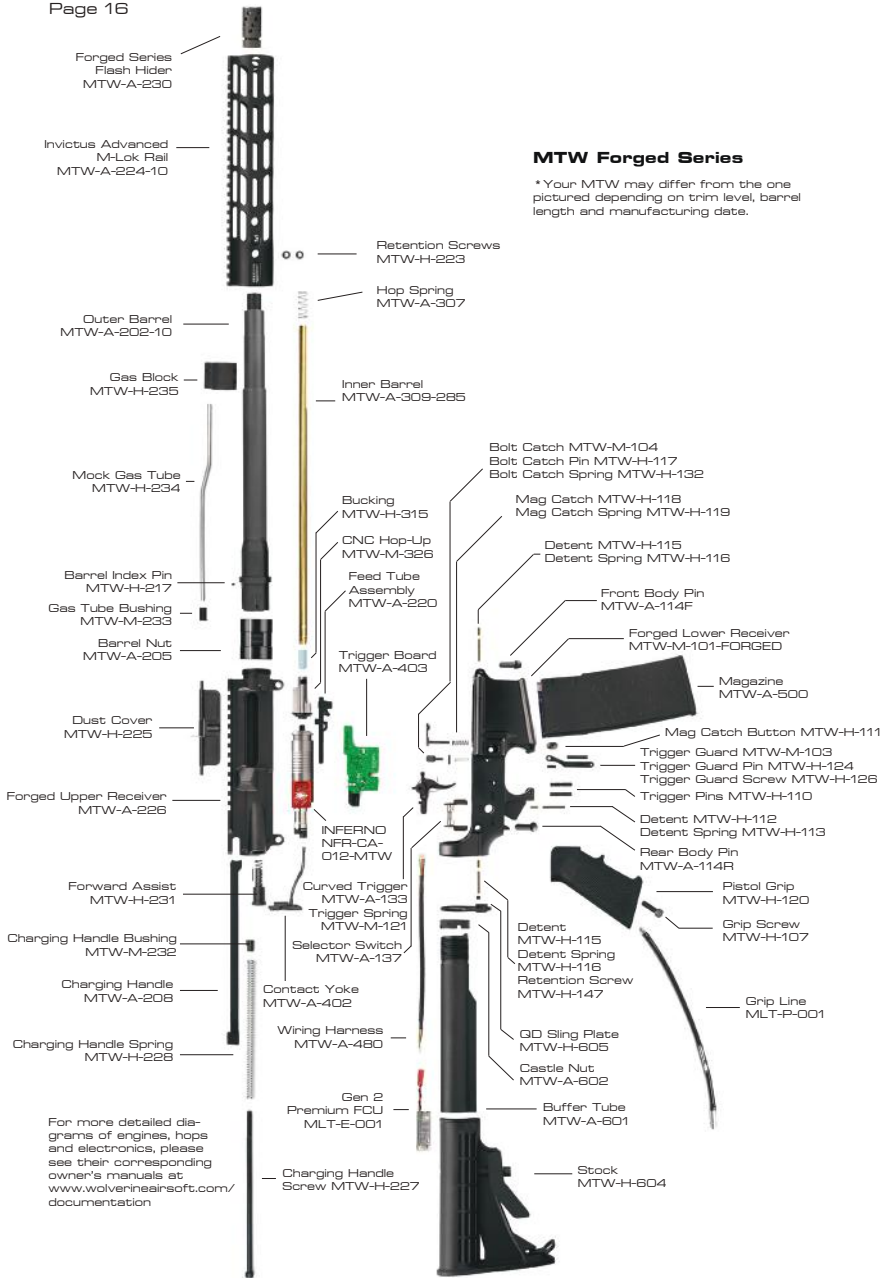 Page 16
Forged Series
Flash Hider
MTW-A-230
Invictus Advanced
M-Lok Rail
MTW-A-224-10
MTW Forged Series
*Your MTW may differ from the one
pictured depending on trim level, barrel
length and manufacturing date.
Retention Screws
MTW-H-223
Hop Spring
MTW-A-307
Outer Barrel
MTW-A-202-10
Gas Block
MTW-H-235
Inner Barrel
MTW-A-309-285
Mock Gas Tube
MTW-H-234
Bolt Catch MTW-M-104
Bolt Catch Pin MTW-H-117
Bolt Catch Spring MTW-H-132
Mag Catch MTW-H-118
Mag Catch Spring MTW-H-119
Bucking
MTW-H-315
CNC Hop-Up
MTW-M-326
Detent MTW-H-115
Detent Spring MTW-H-116
Barrel Index Pin
MTW-H-217
Feed Tube
Assembly
MTW-A-220
Front Body Pin
MTW-A-114F
Gas Tube Bushing
MTW-M-233
Forged Lower Receiver
MTW-M-101-FORGED
Barrel Nut
MTW-A-205
Trigger Board
MTW-A-403
Magazine
MTW-A-500
Dust Cover
MTW-H-225
Mag Catch Button MTW-H-111
Trigger Guard MTW-M-103
Trigger Guard Pin MTW-H-124
Trigger Guard Screw MTW-H-126
Trigger Pins MTW-H-110
Forged Upper Receiver
MTW-A-226
Detent MTW-H-112
Detent Spring MTW-H-113
INFERNO
NFR-CA-
012-MTW
Rear Body Pin
MTW-A-114R
Forward Assist
MTW-H-231
Curved Trigger
MTW-A-133
Trigger Spring
MTW-M-121
Pistol Grip
MTW-H-120
Grip Screw
MTW-H-107
Charging Handle Bushing
MTW-M-232
Selector Switch
MTW-A-137
Detent
MTW-H-115
Detent Spring
MTW-H-116
Retention Screw
MTW-H-147
Charging Handle
MTW-A-208
Contact Yoke
MTW-A-402
Grip Line
MLT-P-001
Charging Handle Spring
MTW-H-228
Wiring Harness
MTW-A-480
QD Sling Plate
MTW-H-605
Castle Nut
MTW-A-602
Gen 2
Premium FCU
MLT-E-001
Buffer Tube
MTW-A-601
For more detailed dia-
grams of engines, hops
and electronics, please
see their corresponding
owner's manuals at
www.wolverineairsoft.com/
documentation
Charging Handle
Screw MTW-H-227
Stock
MTW-H-604